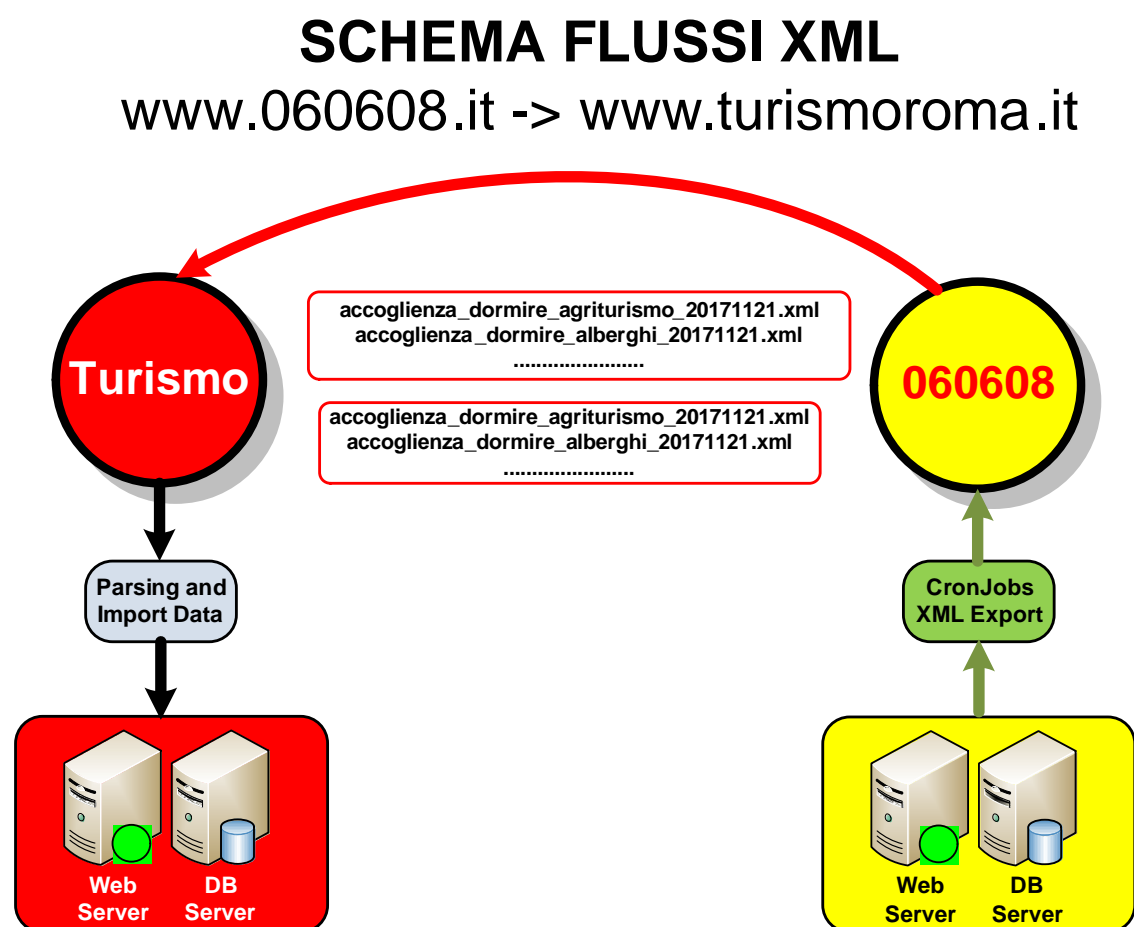 SCHEMA FLUSSI XML
www.060608.it -> www.turismoroma.it
accoglienza_dormire_agriturismo_20171121.xml
accoglienza_dormire_alberghi_20171121.xml
.......................
Turismo
060608
accoglienza_dormire_agriturismo_20171121.xml
accoglienza_dormire_alberghi_20171121.xml
.......................
Parsing and
Import Data
CronJobs
XML Export
Web
Server
DB
Server
Web
Server
DB
Server